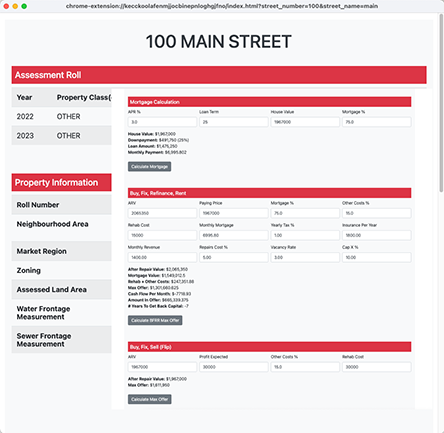 chrome-extension://kecckoolafenmjjocbinepnloghgjfno/index.html?street_number=100&street_name=main
100 MAIN STREET
Assessment Roll
Year Property Class(
2022 OTHER
2023 OTHER
Property Information
Roll Number
Neighbourhood Area
Market Region
Zoning
Assessed Land Area
Water Frontage
Measurement
Sewer Frontage
Measurement
Mortgage Calculation
APR % Loan Term House Value Mortgage %
3.0 25 1967000 75.0
House Value: $1,967,000
Downpayment: $491,750 (25%)
Loan Amount: $1,475,250
Monthly Payment: $6,995.802
Calculate Mortgage
Buy, Fix, Refinance, Rent
ARV Paying Price Mortgage % Other Costs %
2065350 1967000 75.0 15.0
Rehab Cost Monthly Mortgage Yearly Tax % Insurance Per Year
15000 6995.80 1.00 1800.00
Monthly Revenue Repairs Cost % Vacancy Rate Cap X %
1400.00 5.00 3.00 10.00
After Repair Value: $2,065,350
Mortgage Value: $1,549,012.5
Rehab + Other Costs: $247,351.88
Max Offer: $1,301,660.625
Cash Flow Per Month: $-7718.93
Amount In Offer: $665,339.375
# Years To Get Back Capital: -7
Calculate BFRR Max Offer
Buy, Fix, Sell (Flip)
ARV Profit Expected Other Costs % Rehab Cost
1967000 30000 15.0 30000
After Repair Value: $1,967,000
Max Offer: $1,611,950
Calculate Max Offer